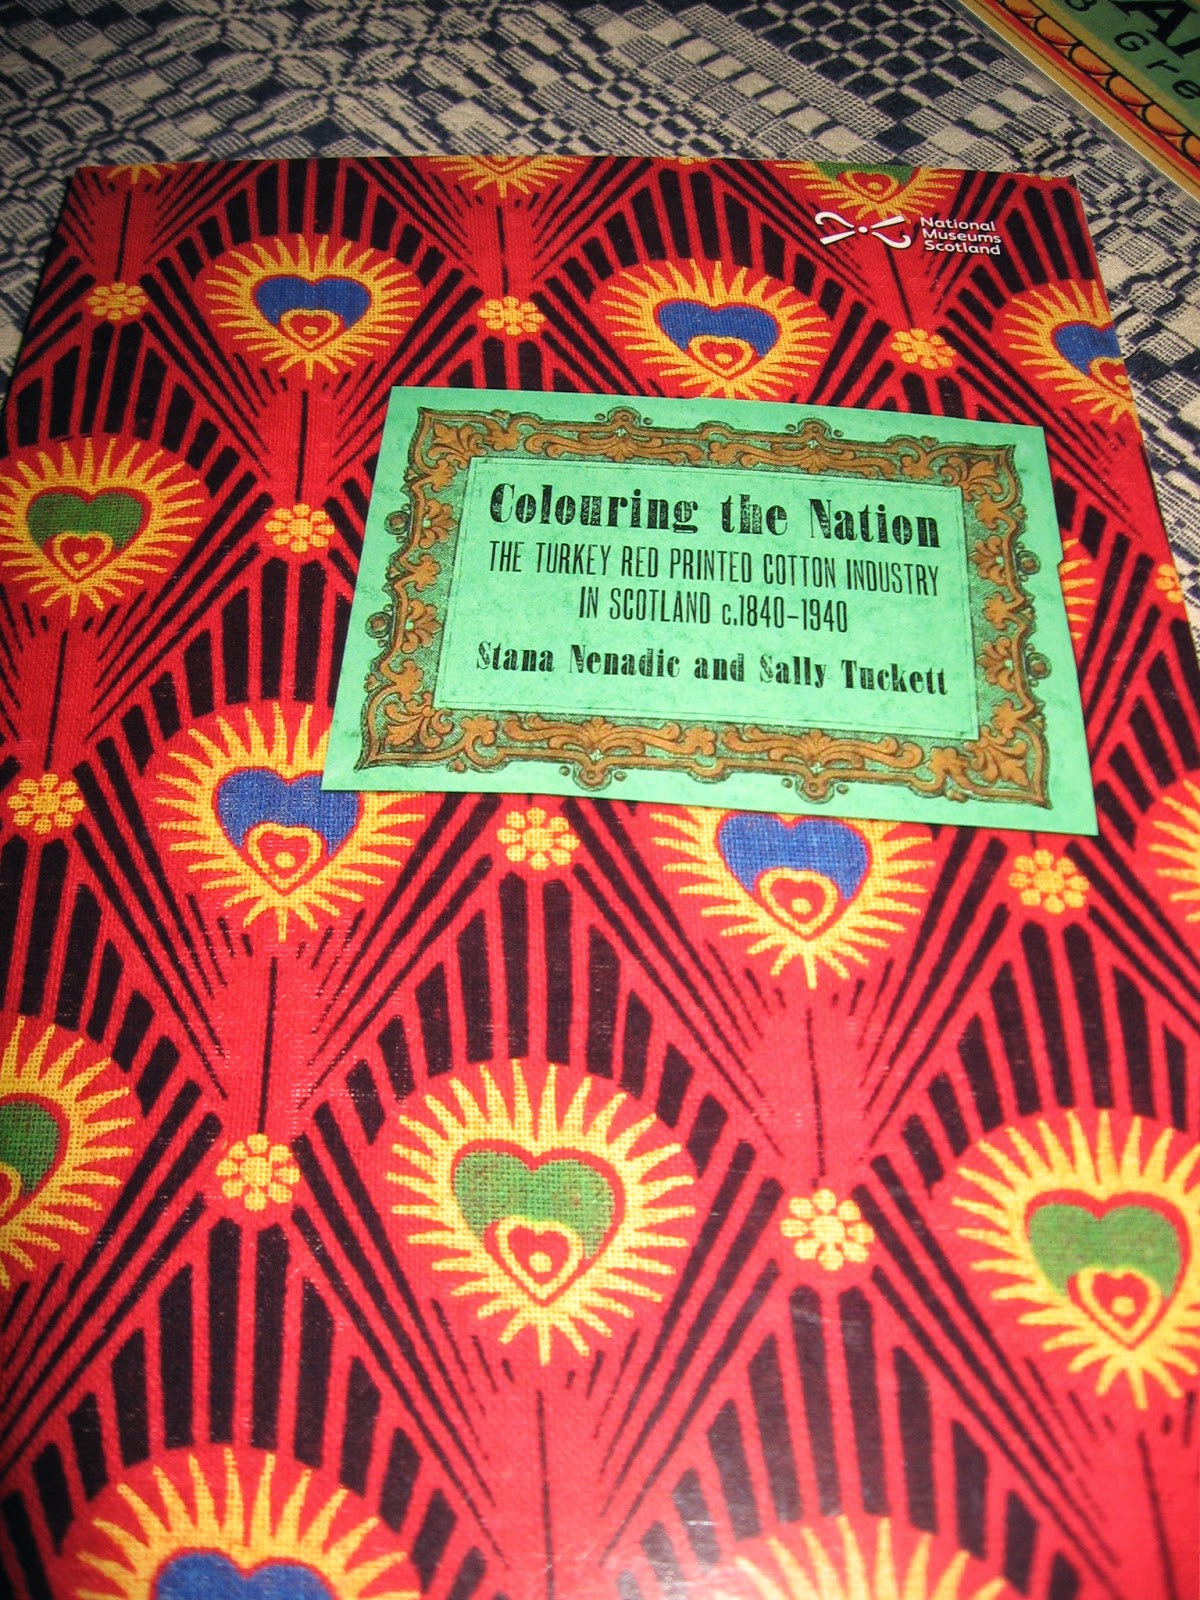 National
Museums
Scotland
Colouring the Nation
THE TURKEY RED PRINTED COTTON INDUSTRY
IN SCOTLAND c.1840–1940
Stana Nenadic and Sally Tuckett